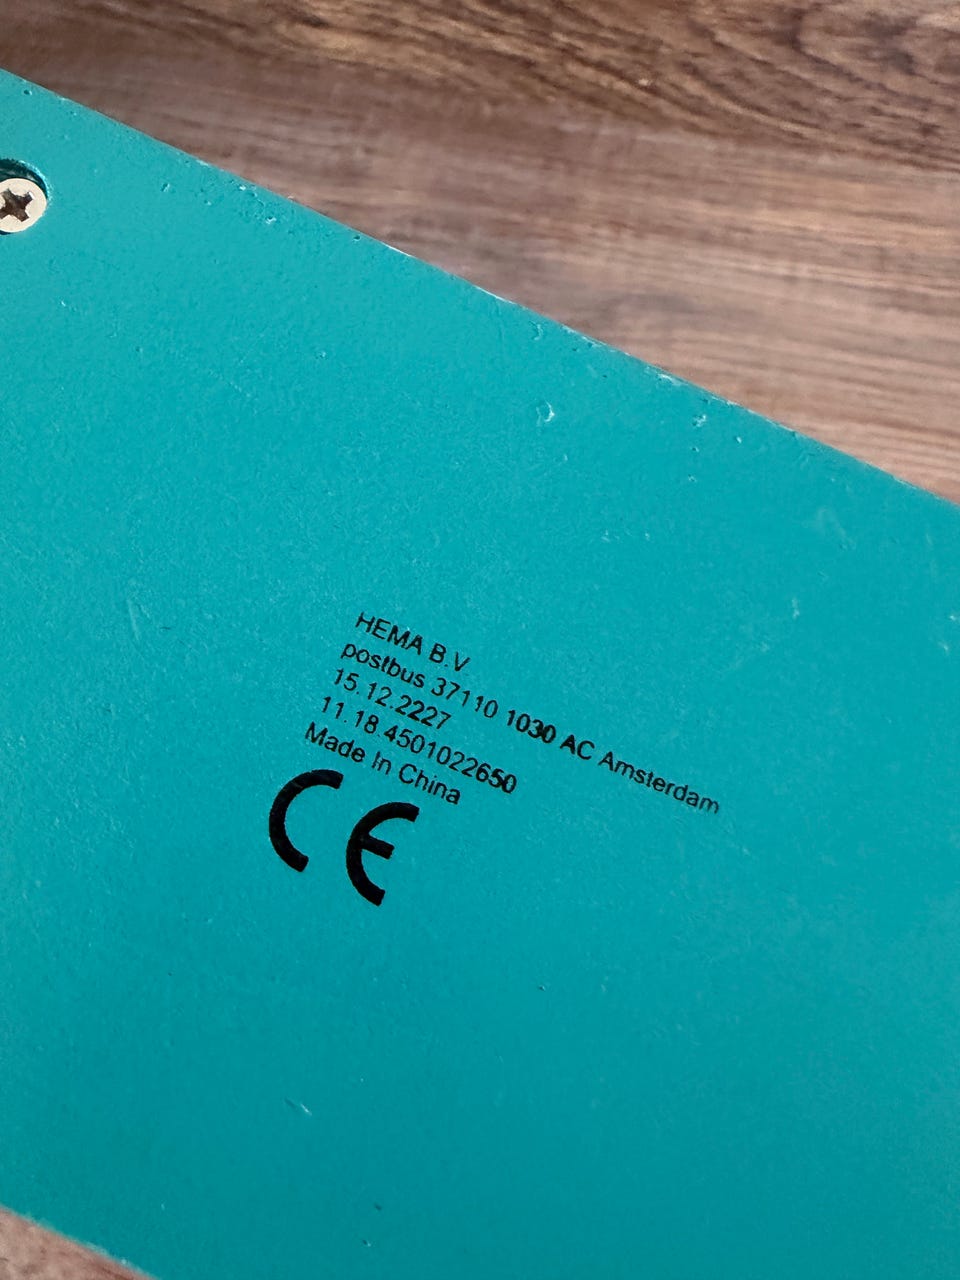 HEMA B.V
postbus 37110 1030 AC Amsterdam
15.12.2227
11.18.4501022650
Made In China
CE